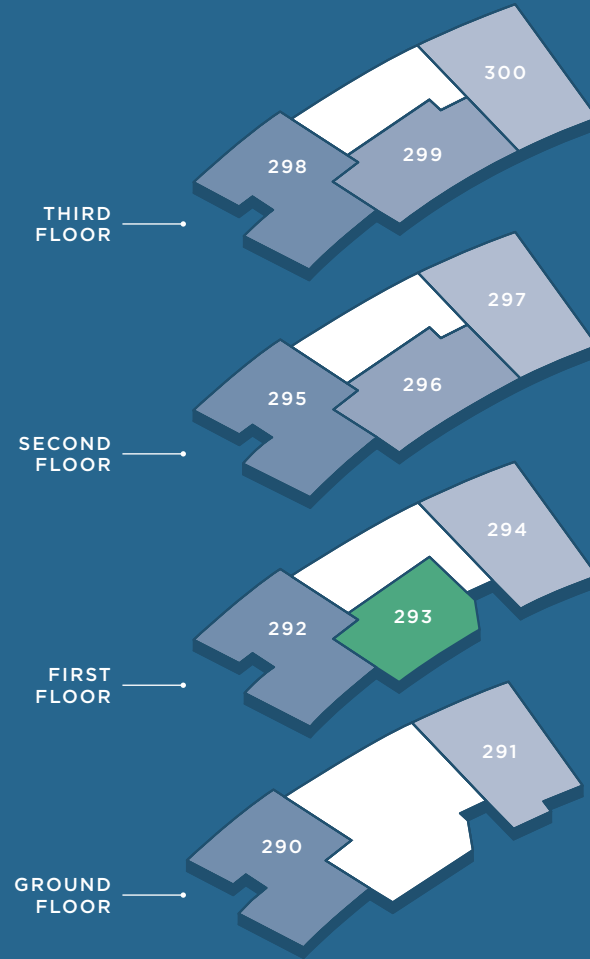 300
299
298
THIRD
FLOOR
297
296
295
SECOND
FLOOR
294
293
292
FIRST
FLOOR
291
290
GROUND
FLOOR